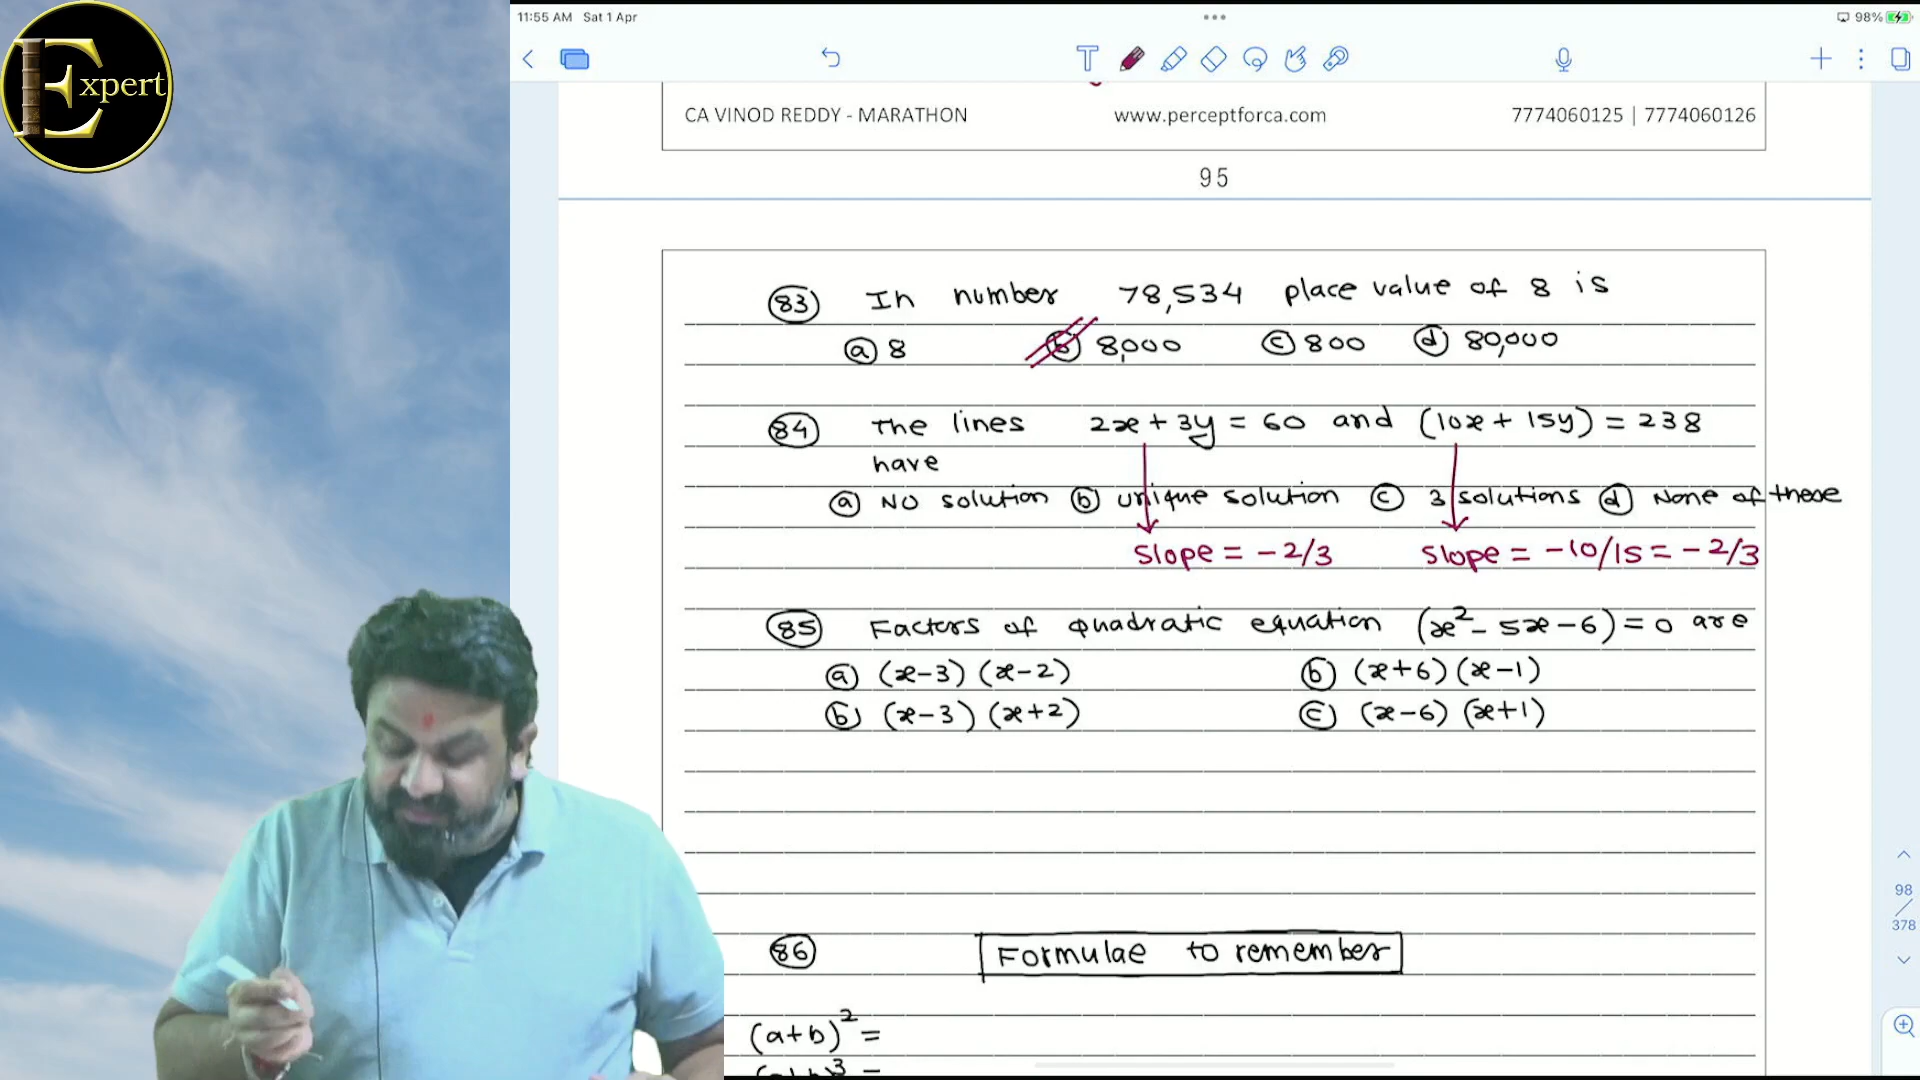 Expert
11:55 AM Sat 1 Apr
98%
CA VINOD REDDY - MARATHON www.perceptforca.com 7774060125 | 7774060126
95
83 In number 78,534 place value of 8 is
a 8 b 8,000 c 800 d 80,000
84 The lines 2x + 3y = 60 and (10x + 15y) = 238
have
a No solution b unique solution c 3 solutions d None of these
Slope = -2/3 Slope = -10/15 = -2/3
85 Factors of quadratic equation (x² - 5x - 6) = 0 are
a (x-3) (x-2) b (x+6) (x-1)
b (x-3) (x+2) c (x-6) (x+1)
98
/
378
86 Formulae to remember
(a+b)² =